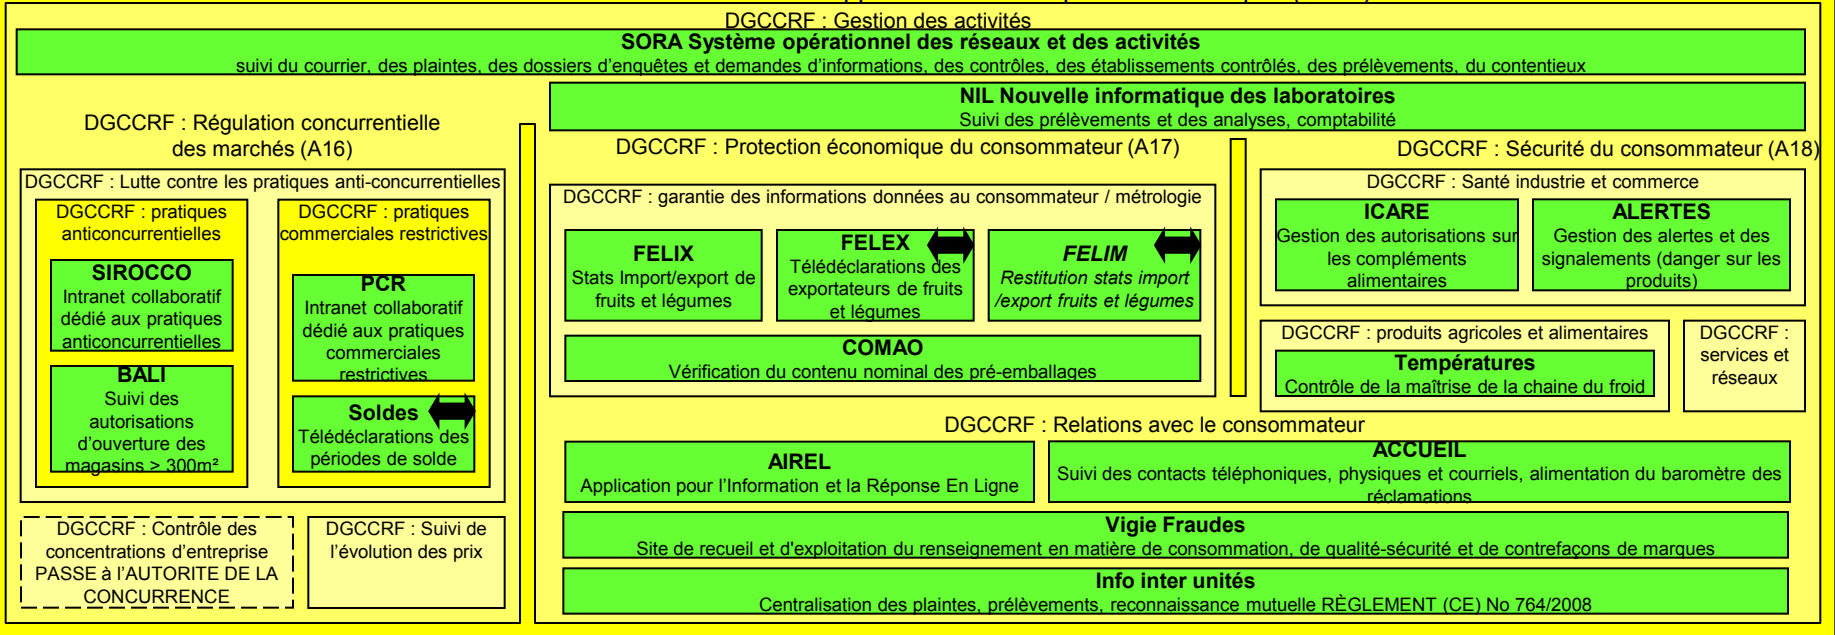 DGCCRF : Gestion des activités
SORA Système opérationnel des réseaux et des activités
suivi du courrier, des plaintes, des dossiers d'enquêtes et demandes d'informations, des contrôles, des établissements contrôlés, des prélèvements, du contentieux
NIL Nouvelle informatique des laboratoires
Suivi des prélèvements et des analyses, comptabilité
DGCCRF : Régulation concurrentielle
des marchés (A16)
DGCCRF : Lutte contre les pratiques anti-concurrentielles
DGCCRF : pratiques
anticoncurrentielles
SIROCCO
Intranet collaboratif
dédié aux pratiques
anticoncurrentielles
BALI
Suivi des
autorisations
d'ouverture des
magasins > 300m²
DGCCRF : pratiques
commerciales restrictives
PCR
Intranet collaboratif
dédié aux pratiques
commerciales
restrictives
Soldes
Télédéclarations des
périodes de solde
DGCCRF : Contrôle des
concentrations d'entreprise
PASSE à l'AUTORITE DE LA
CONCURRENCE
DGCCRF : Suivi de
l'évolution des prix
DGCCRF : Protection économique du consommateur (A17)
DGCCRF : garantie des informations données au consommateur / métrologie
FELIX
Stats Import/export de
fruits et légumes
FELEX
Télédéclarations des
exportateurs de fruits
et légumes
FELIM
Restitution stats import
/export fruits et légumes
COMAO
Vérification du contenu nominal des pré-emballages
DGCCRF : Sécurité du consommateur (A18)
DGCCRF : Santé industrie et commerce
ICARE
Gestion des autorisations sur
les compléments
alimentaires
ALERTES
Gestion des alertes et des
signalements (danger sur les
produits)
DGCCRF : produits agricoles et alimentaires
Températures
Contrôle de la maîtrise de la chaine du froid
DGCCRF :
services et
réseaux
DGCCRF : Relations avec le consommateur
AIREL
Application pour l'Information et la Réponse En Ligne
ACCUEIL
Suivi des contacts téléphoniques, physiques et courriels, alimentation du baromètre des
réclamations
Vigie Fraudes
Site de recueil et d'exploitation du renseignement en matière de consommation, de qualité-sécurité et de contrefaçons de marques
Info inter unités
Centralisation des plaintes, prélèvements, reconnaissance mutuelle RÈGLEMENT (CE) No 764/2008